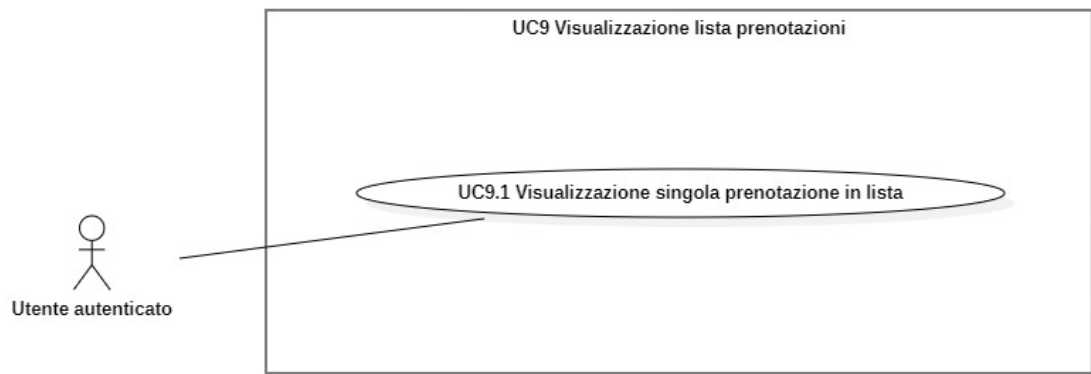 UC9 Visualizzazione lista prenotazioni
UC9.1 Visualizzazione singola prenotazione in lista
Utente autenticato